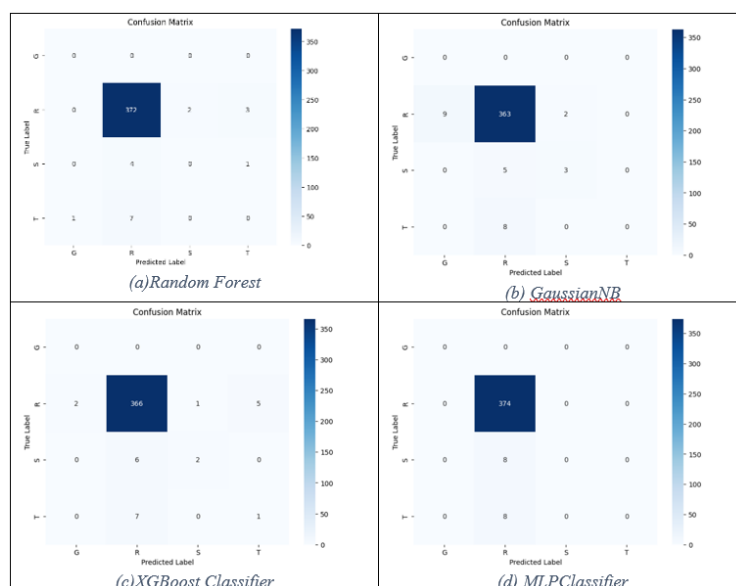 Confusion Matrix
G 0 0 0 0 350
300
R 0 372 2 3 250
True Label 200
S 0 4 0 1 150
100
T 1 7 0 0 50
0
G R S T
Predicted Label
(a)Random Forest
Confusion Matrix
G 0 0 0 0 350
300
R 9 363 2 0 250
True Label 200
S 0 5 3 0 150
100
T 0 8 0 0 50
0
G R S T
Predicted Label
(b) GaussianNB
Confusion Matrix
G 0 0 0 0 350
300
R 2 366 1 5 250
True Label 200
S 0 6 2 0 150
100
T 0 7 0 1 50
0
G R S T
Predicted Label
(c)XGBoost Classifier
Confusion Matrix
G 0 0 0 0 350
300
R 0 374 0 0 250
True Label 200
S 0 8 0 0 150
100
T 0 8 0 0 50
0
G R S T
Predicted Label
(d) MLPClassifier